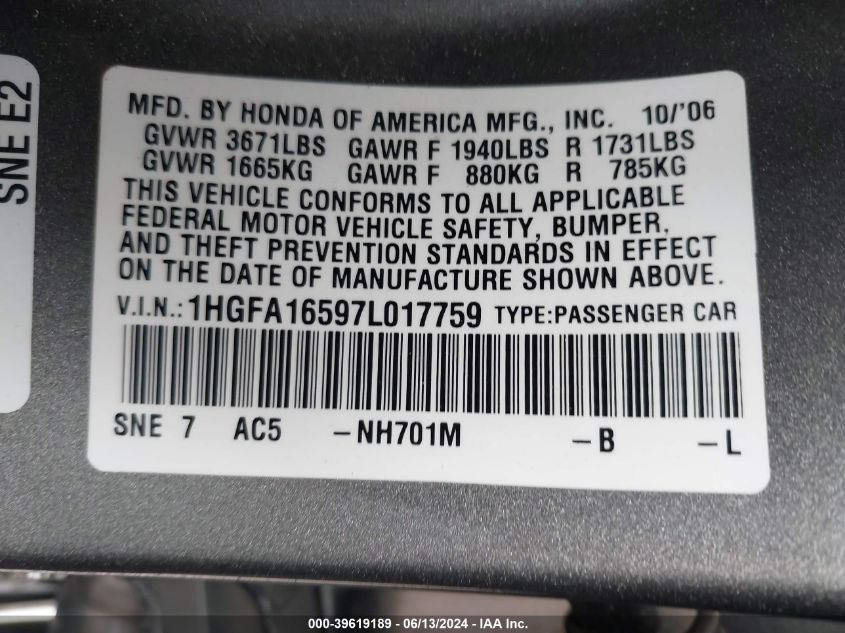 SNE E2
MFD. BY HONDA OF AMERICA MFG., INC. 10/'06
GVWR 3671LBS GAWR F 1940LBS R 1731LBS
GVWR 1665KG GAWR F 880KG R 785KG
THIS VEHICLE CONFORMS TO ALL APPLICABLE
FEDERAL MOTOR VEHICLE SAFETY, BUMPER,
AND THEFT PREVENTION STANDARDS IN EFFECT
ON THE DATE OF MANUFACTURE SHOWN ABOVE.
V.I.N.: 1HGFA16597L017759 TYPE:PASSENGER CAR
SNE 7 AC5 -NH701M -B -L
000-39619189 - 06/13/2024 - IAA Inc.